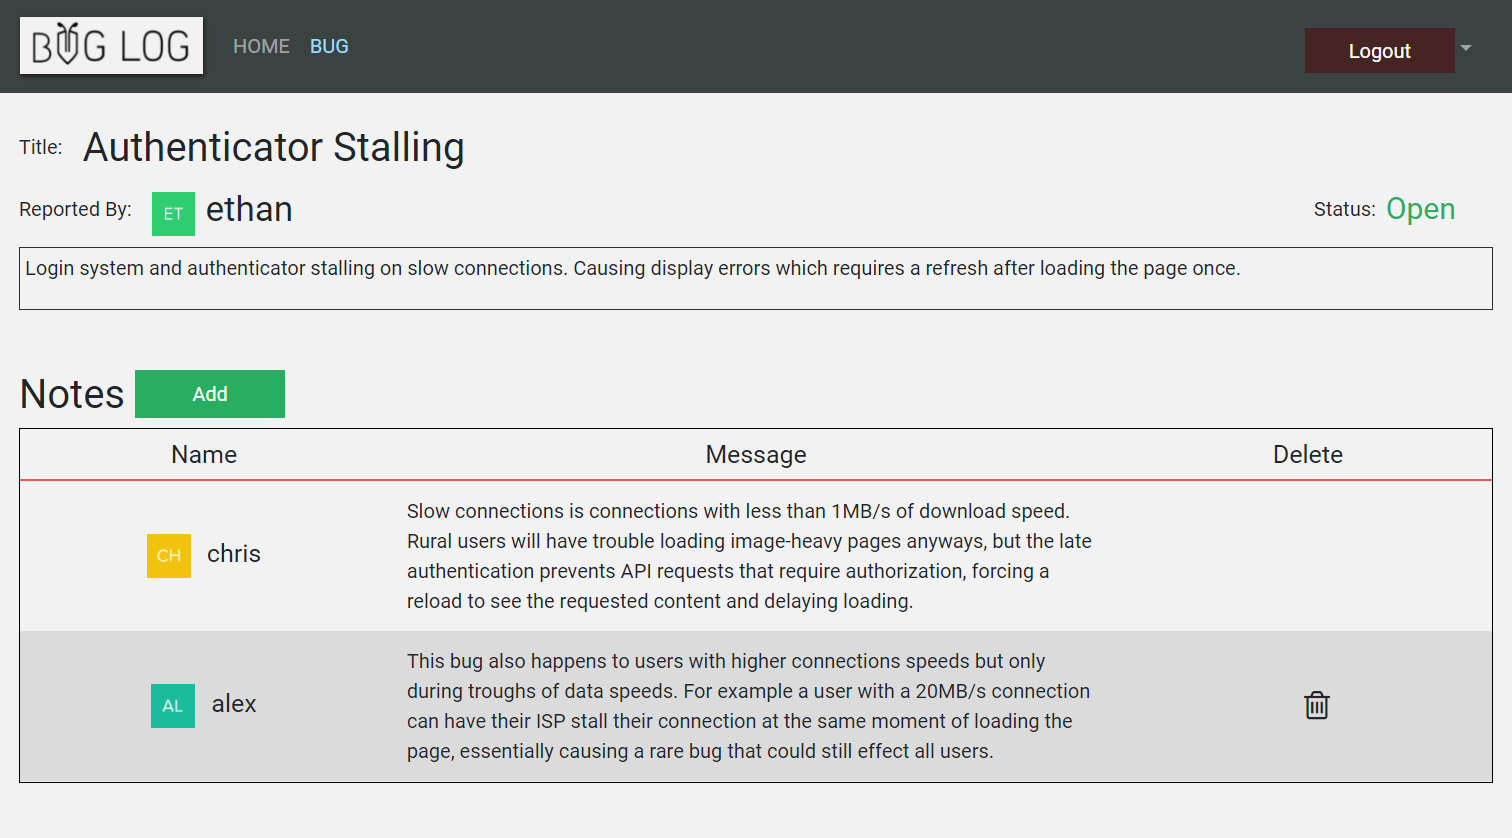 BUG LOG HOME BUG Logout
Title: Authenticator Stalling
Reported By: ET ethan Status: Open
Login system and authenticator stalling on slow connections. Causing display errors which requires a refresh after loading the page once.
Notes Add
Name Message Delete
CH chris
Slow connections is connections with less than 1MB/s of download speed.
Rural users will have trouble loading image-heavy pages anyways, but the late
authentication prevents API requests that require authorization, forcing a
reload to see the requested content and delaying loading.
AL alex
This bug also happens to users with higher connections speeds but only
during troughs of data speeds. For example a user with a 20MB/s connection
can have their ISP stall their connection at the same moment of loading the
page, essentially causing a rare bug that could still effect all users.